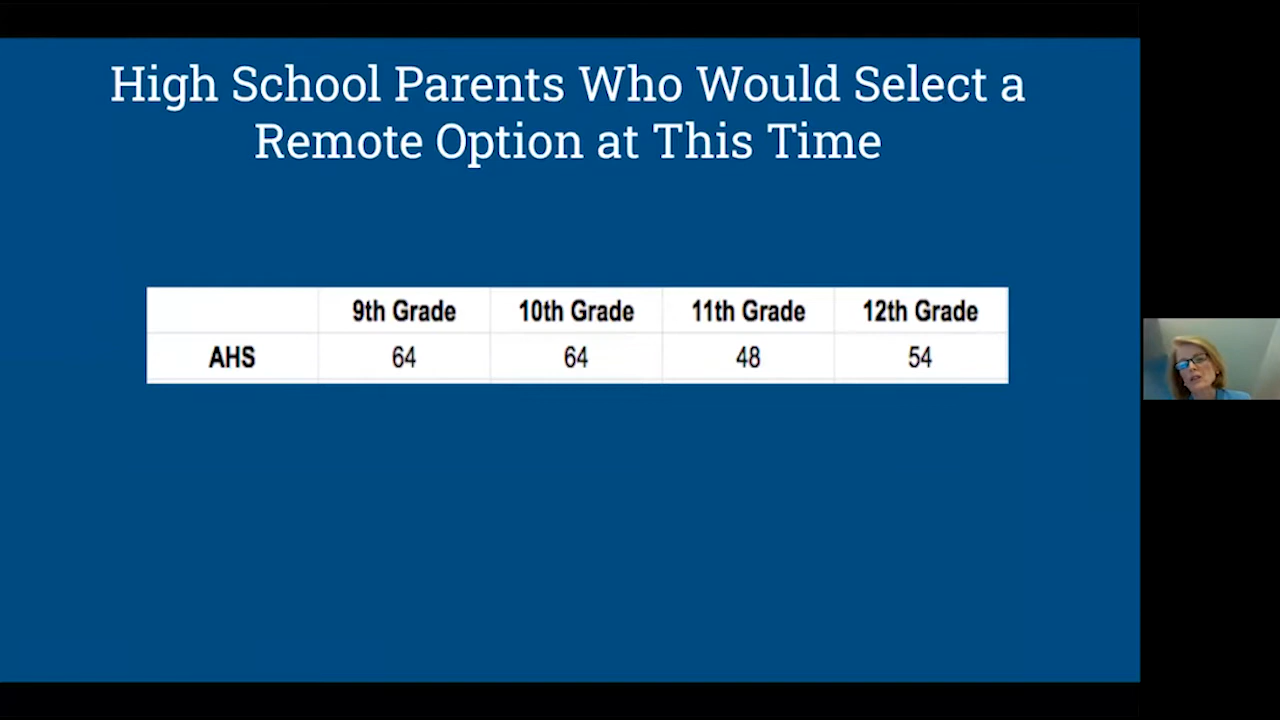 High School Parents Who Would Select a
Remote Option at This Time
9th Grade 10th Grade 11th Grade 12th Grade
AHS 64 64 48 54